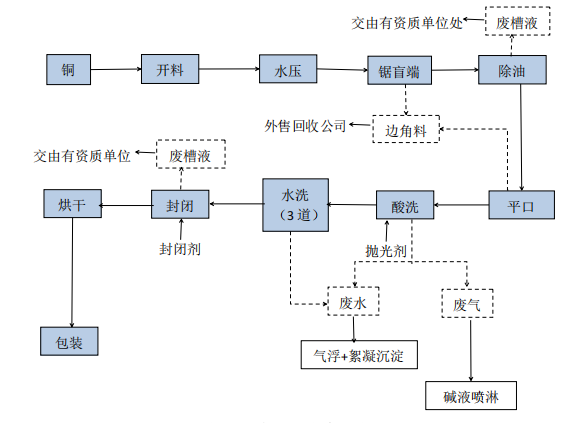 交由有资质单位处
废槽液
铜
开料
水压
锯盲端
除油
外售回收公司
边角料
交由有资质单位
废槽液
烘干
封闭
水洗
（3 道）
酸洗
平口
封闭剂
抛光剂
废水
废气
包装
气浮+絮凝沉淀
碱液喷淋